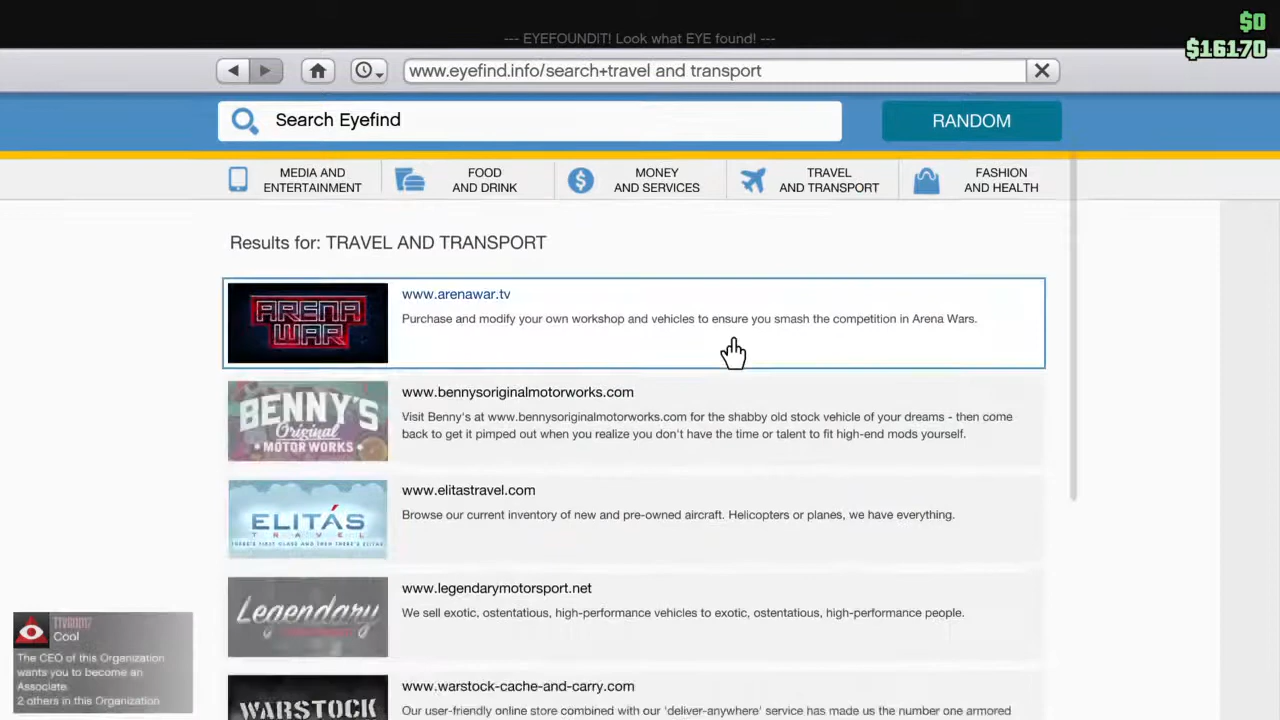 $0
$16170
--- EYEFOUNDIT! Look what EYE found! ---
www.eyefind.info/search+travel and transport
Search Eyefind
RANDOM
MEDIA AND
ENTERTAINMENT
FOOD
AND DRINK
MONEY
AND SERVICES
TRAVEL
AND TRANSPORT
FASHION
AND HEALTH
Results for: TRAVEL AND TRANSPORT
ARENA
WAR
www.arenawar.tv
Purchase and modify your own workshop and vehicles to ensure you smash the competition in Arena Wars.
BENNY'S
Original
MOTOR WORKS
www.bennysoriginalmotorworks.com
Visit Benny's at www.bennysoriginalmotorworks.com for the shabby old stock vehicle of your dreams - then come
back to get it pimped out when you realize you don't have the time or talent to fit high-end mods yourself.
ELITÁS
TRAVEL
THERE'S FIRST CLASS AND THEN THERE'S ELITÁS
www.elitastravel.com
Browse our current inventory of new and pre-owned aircraft. Helicopters or planes, we have everything.
Legendary
www.legendarymotorsport.net
We sell exotic, ostentatious, high-performance vehicles to exotic, ostentatious, high-performance people.
WARSTOCK
www.warstock-cache-and-carry.com
Our user-friendly online store combined with our 'deliver-anywhere' service has made us the number one armored
Cool
The CEO of this Organization
wants you to become an
Associate.
2 others in this Organization